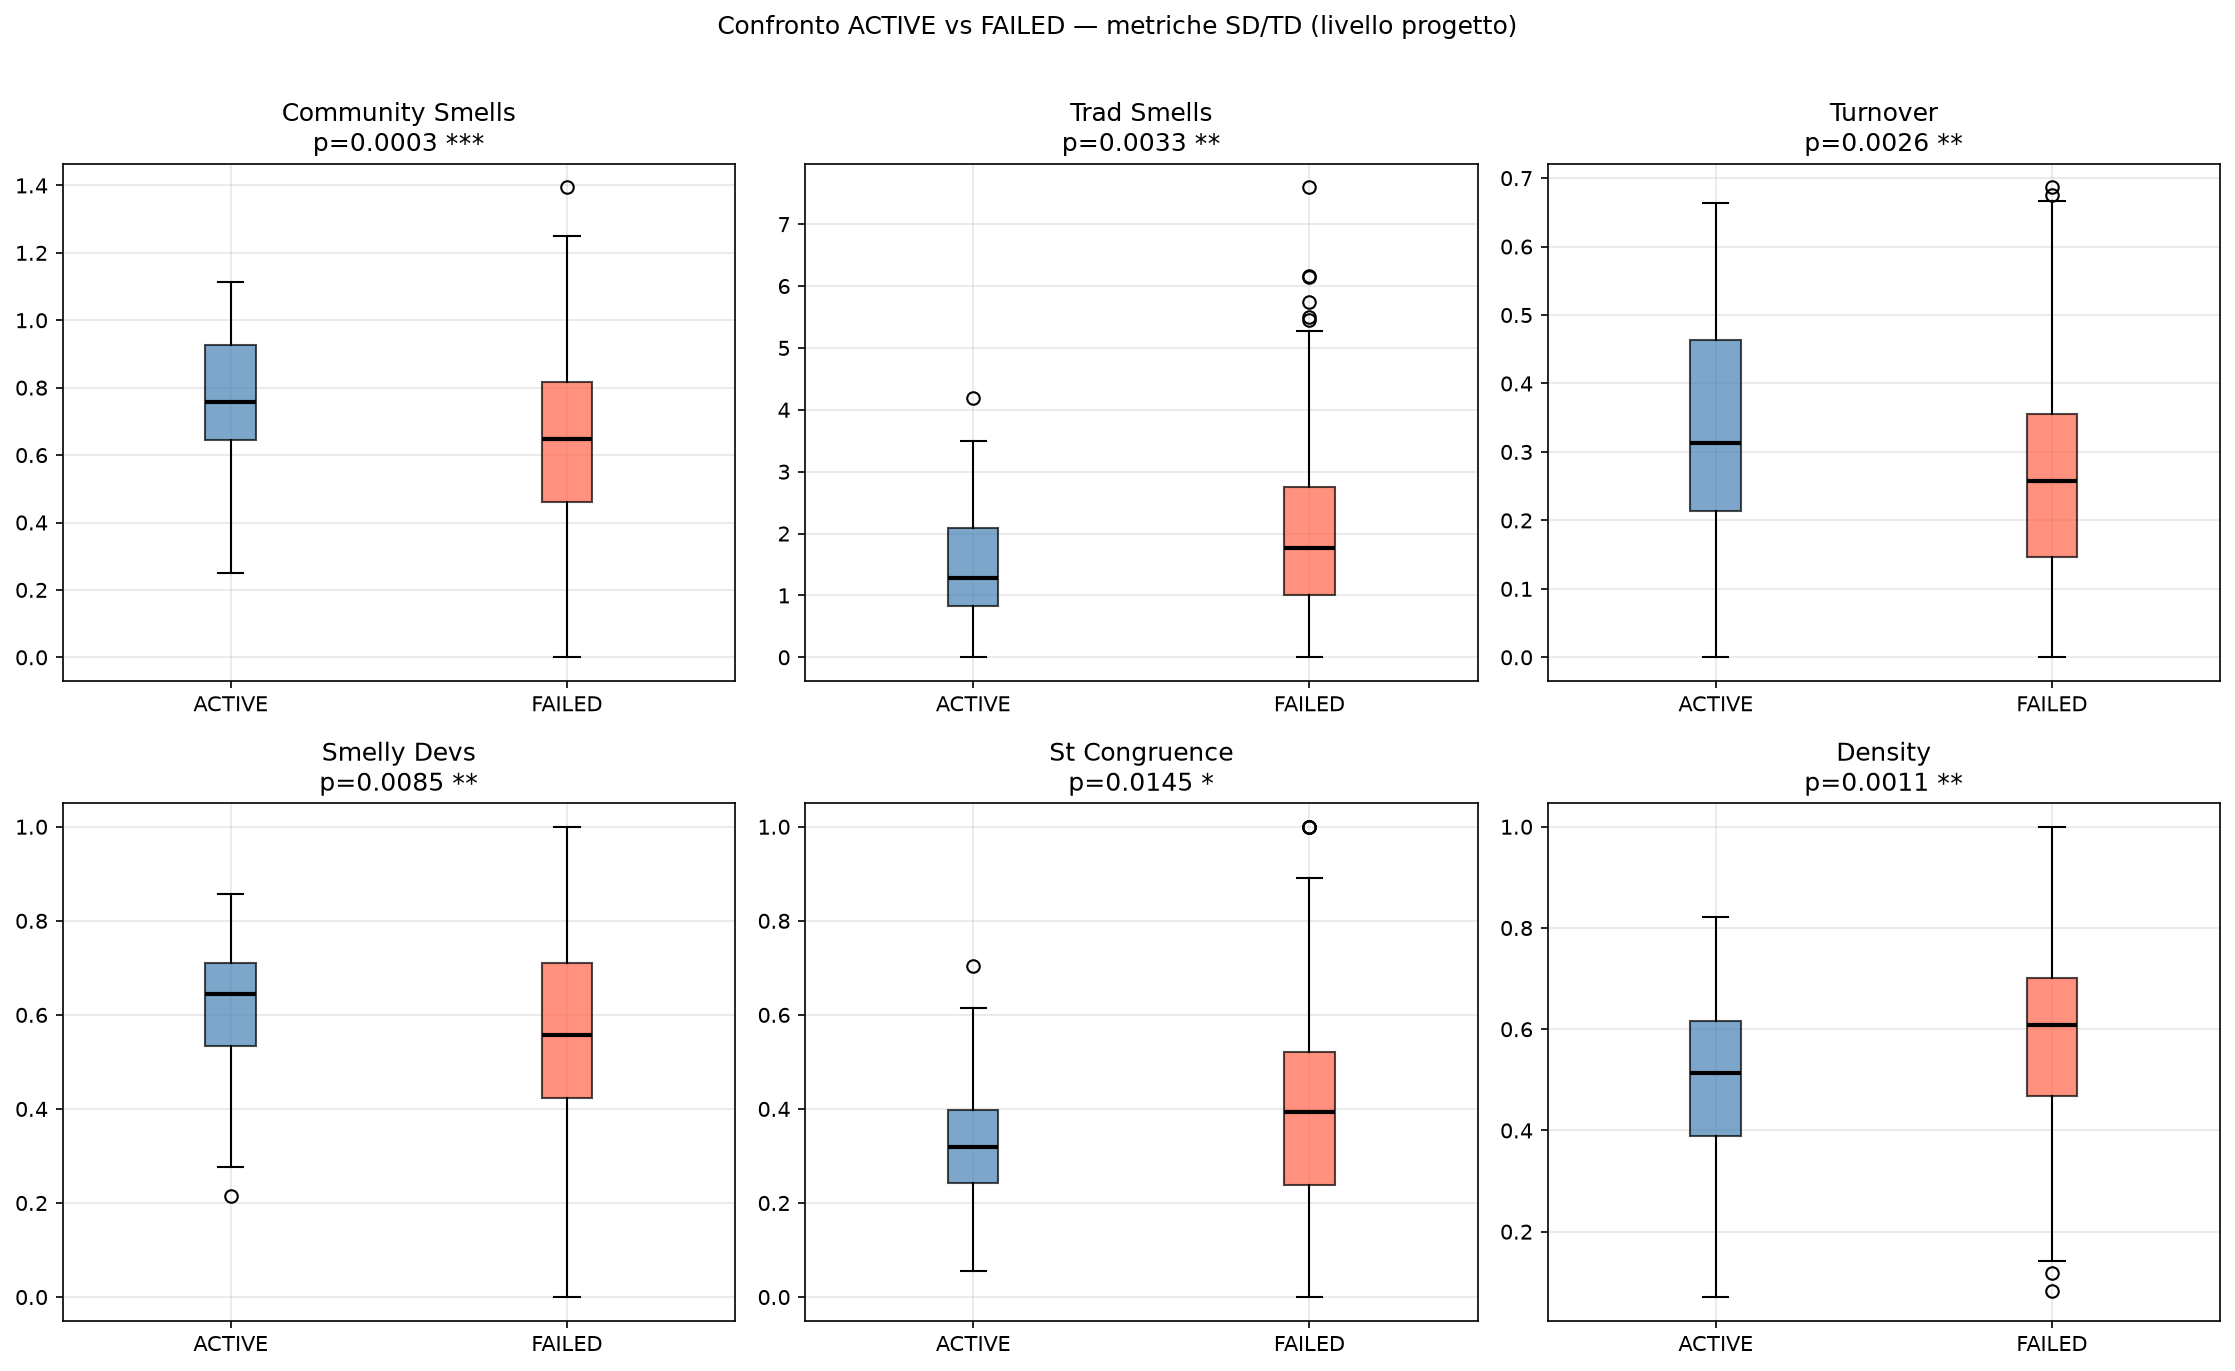 Confronto ACTIVE vs FAILED — metriche SD/TD (livello progetto)
Community Smells
p=0.0003 ***
1.4
1.2
1.0
0.8
0.6
0.4
0.2
0.0
ACTIVE FAILED
Trad Smells
p=0.0033 **
7
6
5
4
3
2
1
0
ACTIVE FAILED
Turnover
p=0.0026 **
0.7
0.6
0.5
0.4
0.3
0.2
0.1
0.0
ACTIVE FAILED
Smelly Devs
p=0.0085 **
1.0
0.8
0.6
0.4
0.2
0.0
ACTIVE FAILED
St Congruence
p=0.0145 *
1.0
0.8
0.6
0.4
0.2
0.0
ACTIVE FAILED
Density
p=0.0011 **
1.0
0.8
0.6
0.4
0.2
ACTIVE FAILED